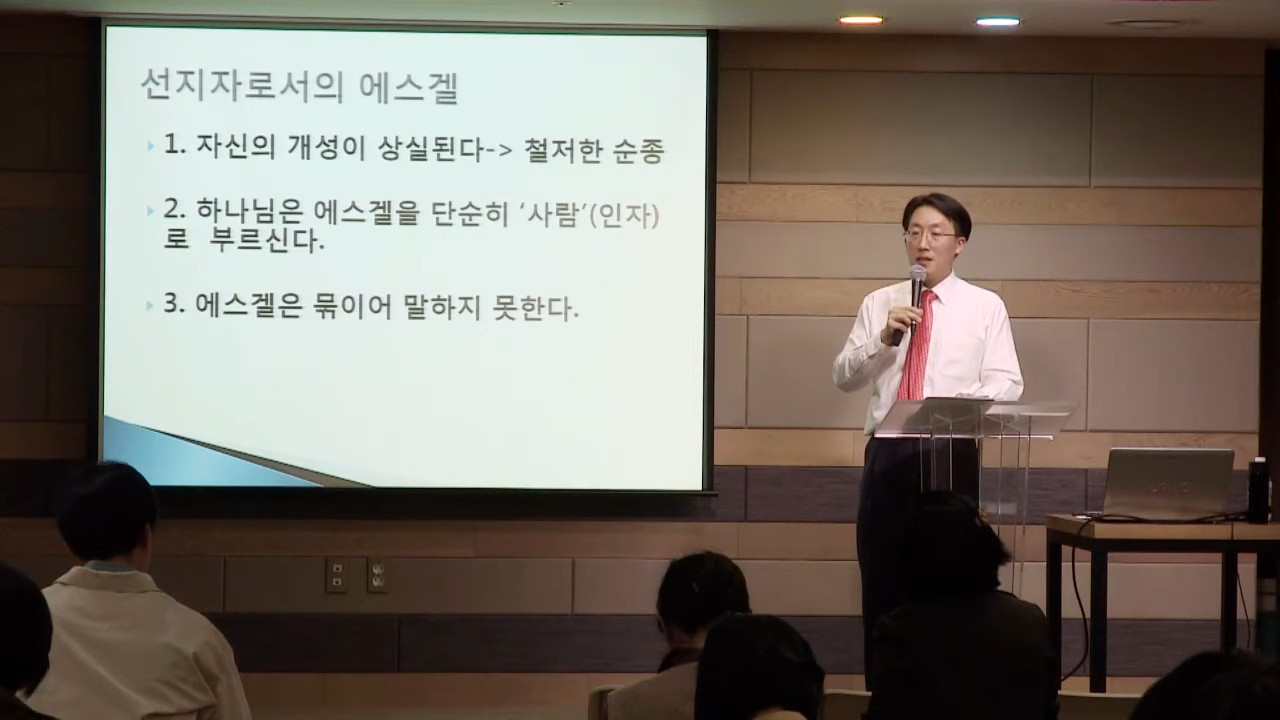 선지자로서의 에스겔
1. 자신의 개성이 상실된다-> 철저한 순종
2. 하나님은 에스겔을 단순히 ‘사람’(인자)
로 부르신다.
3. 에스겔은 묶이어 말하지 못한다.
VAIO